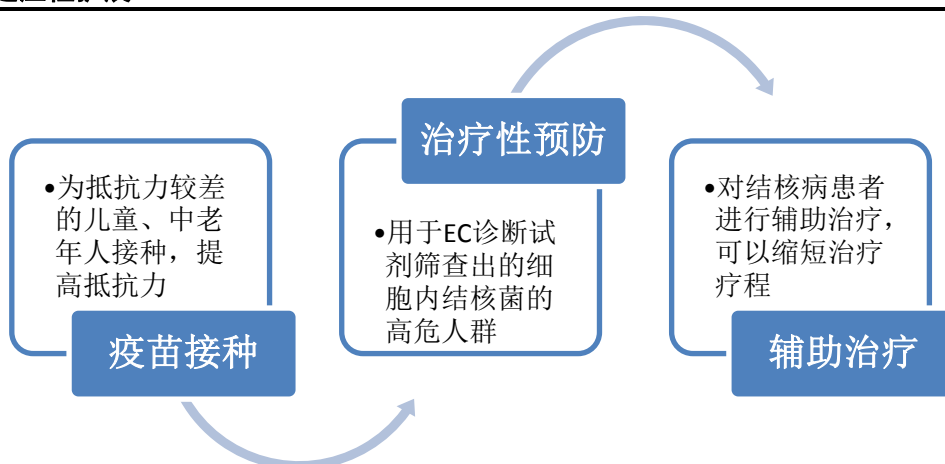 •为抵抗力较差
的儿童、中老
年人接种，提
高抵抗力
疫苗接种
治疗性预防
•用于EC诊断试
剂筛查出的细
胞内结核菌的
高危人群
•对结核病患者
进行辅助治疗，
可以缩短治疗
疗程
辅助治疗